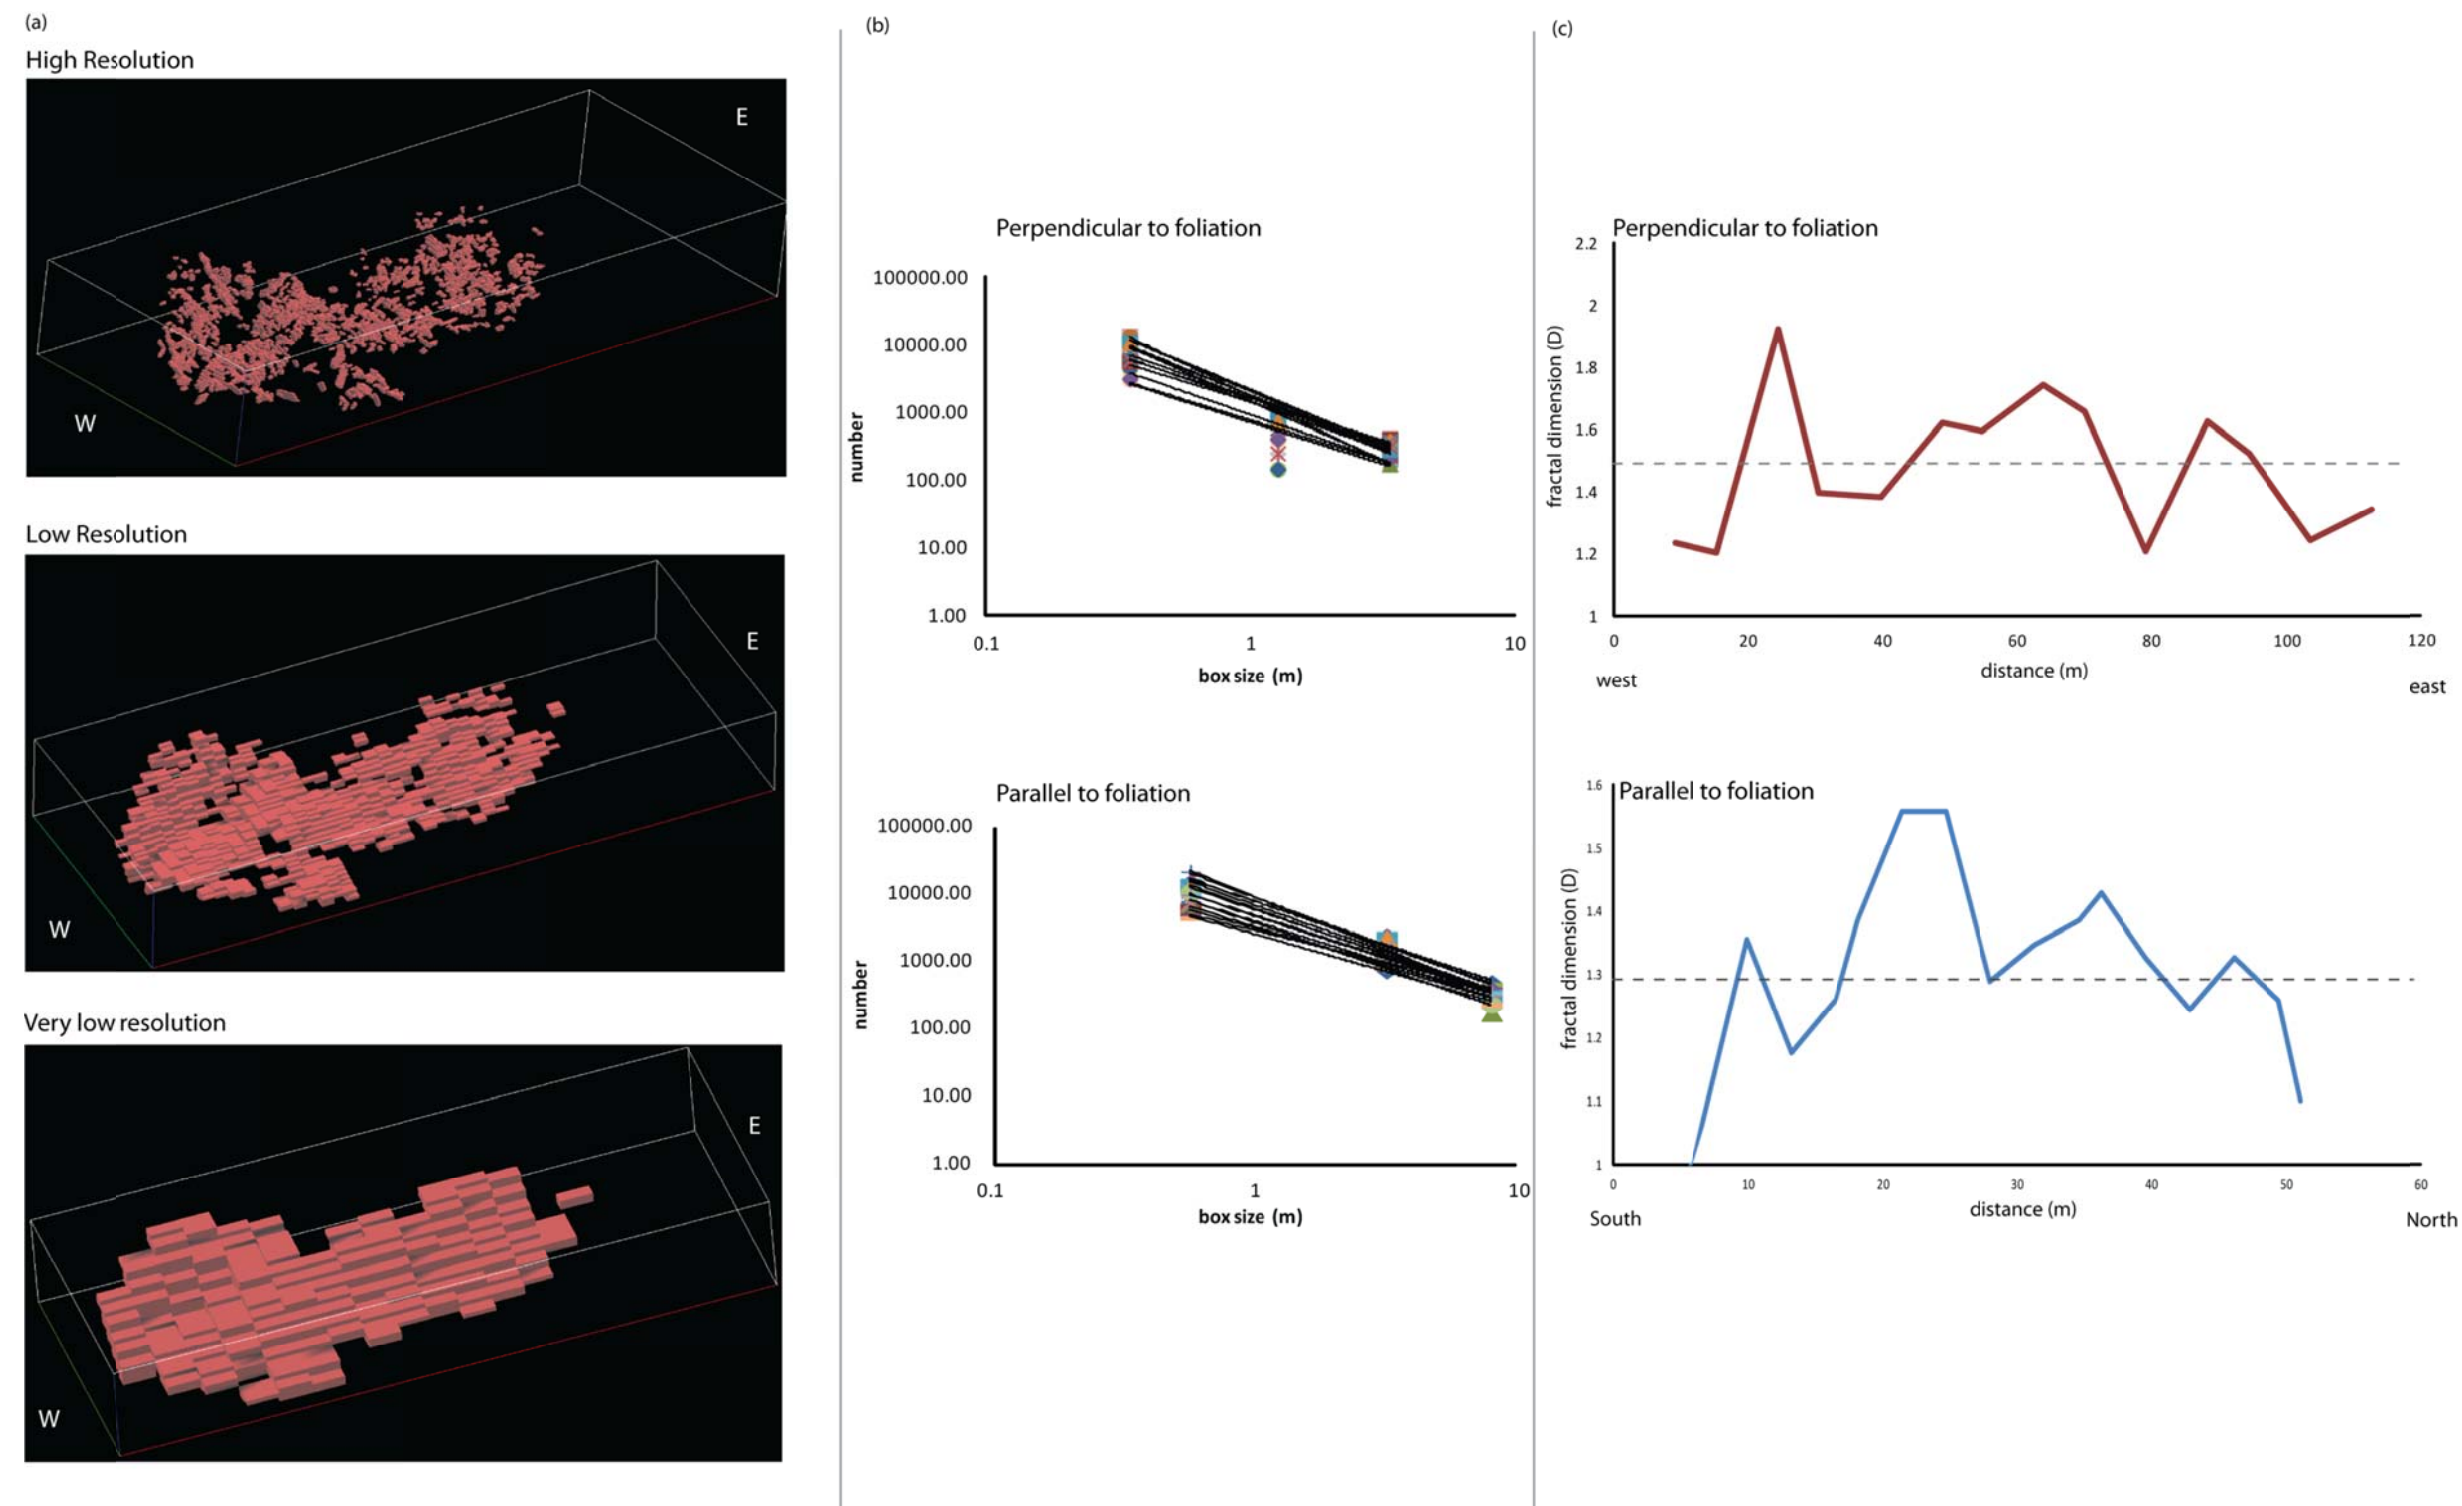 (a)
High Resolution
E
W
Low Resolution
E
W
Very low resolution
E
W
(b)
Perpendicular to foliation
100000.00
10000.00
1000.00
100.00
10.00
1.00
number
0.1 1 10
box size (m)
Parallel to foliation
100000.00
10000.00
1000.00
100.00
10.00
1.00
number
0.1 1 10
box size (m)
(c)
Perpendicular to foliation
2.2
2
1.8
1.6
1.4
1.2
1
fractal dimension (D)
0 20 40 60 80 100 120
distance (m)
west east
Parallel to foliation
1.6
1.5
1.4
1.3
1.2
1.1
1
fractal dimension (D)
0 10 20 30 40 50 60
distance (m)
South North